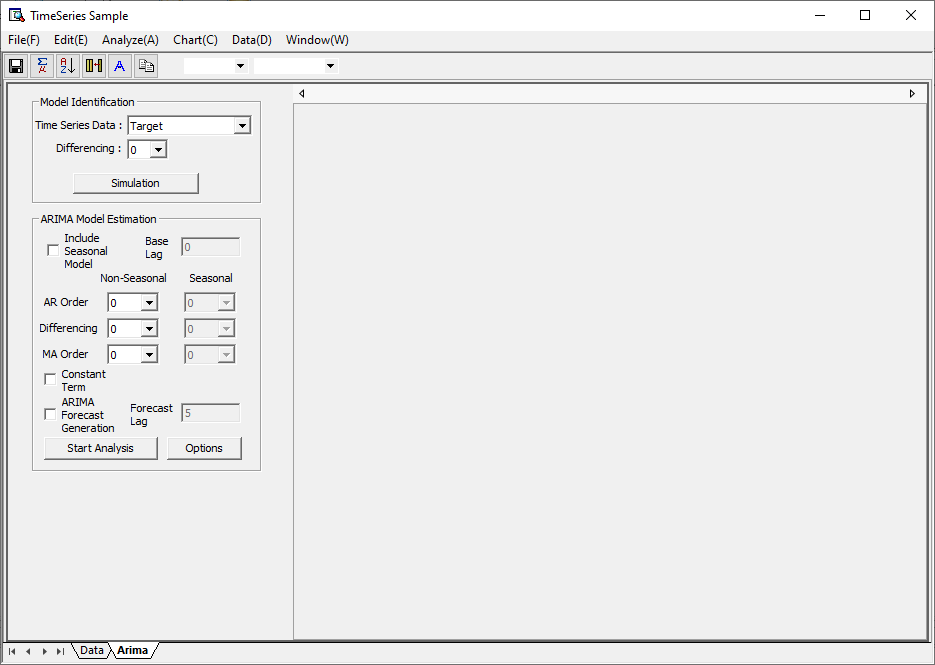 TimeSeries Sample
File(F) Edit(E) Analyze(A) Chart(C) Data(D) Window(W)
Model Identification
Time Series Data : Target
Differencing : 0
Simulation
ARIMA Model Estimation
Include
Seasonal
Model
Base
Lag
0
Non-Seasonal Seasonal
AR Order 0 0
Differencing 0 0
MA Order 0 0
Constant
Term
ARIMA
Forecast
Generation
Forecast
Lag
5
Start Analysis Options
Data Arima